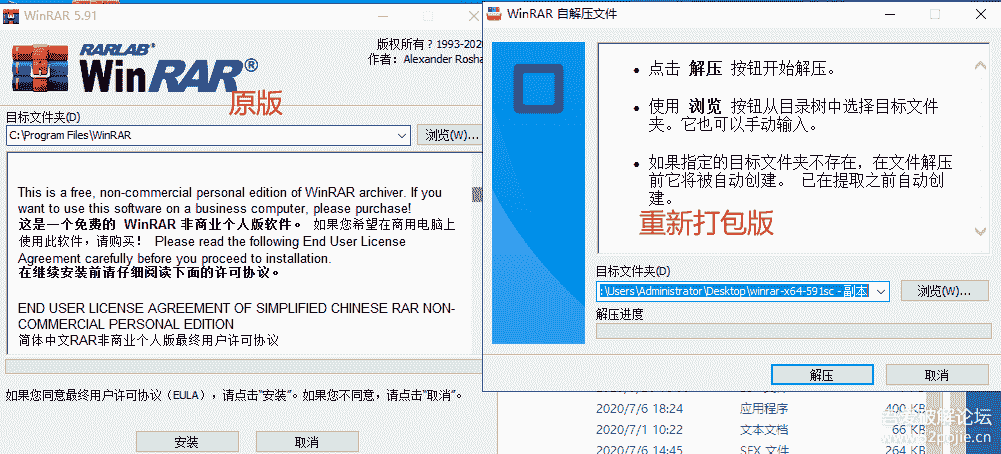 WinRAR 5.91
RARLAB®
WinRAR®
版权所有 ? 1993-202
作者：Alexander Rosha
原版
目标文件夹(D)
C:\Program Files\WinRAR
浏览(W)...
This is a free, non-commercial personal edition of WinRAR archiver. If you
want to use this software on a business computer, please purchase!
这是一个免费的 WinRAR 非商业个人版软件。 如果您希望在商用电脑上
使用此软件，请购买！ Please read the following End User License
Agreement carefully before you proceed to installation.
在继续安装前请仔细阅读下面的许可协议。
END USER LICENSE AGREEMENT OF SIMPLIFIED CHINESE RAR NON-
COMMERCIAL PERSONAL EDITION
简体中文RAR非商业个人版最终用户许可协议
如果您同意最终用户许可协议（EULA），请点击"安装"。如果您不同意，请点击"取消"。
安装
取消
WinRAR 自解压文件
• 点击 解压 按钮开始解压。
• 使用 浏览 按钮从目录树中选择目标文件
夹。它也可以手动输入。
• 如果指定的目标文件夹不存在，在文件解压
前它将被自动创建。 已在提取之前自动创
建。
重新打包版
目标文件夹(D)
:\Users\Administrator\Desktop\winrar-x64-591sc - 副本
浏览(W)...
解压进度
解压
取消
2020/7/6 18:24 应用程序 400 KB
2020/7/1 10:22 文本文档 66 KB
2020/7/6 14:45 SFX 文件 264 KB
吾爱破解论坛
www.52pojie.cn